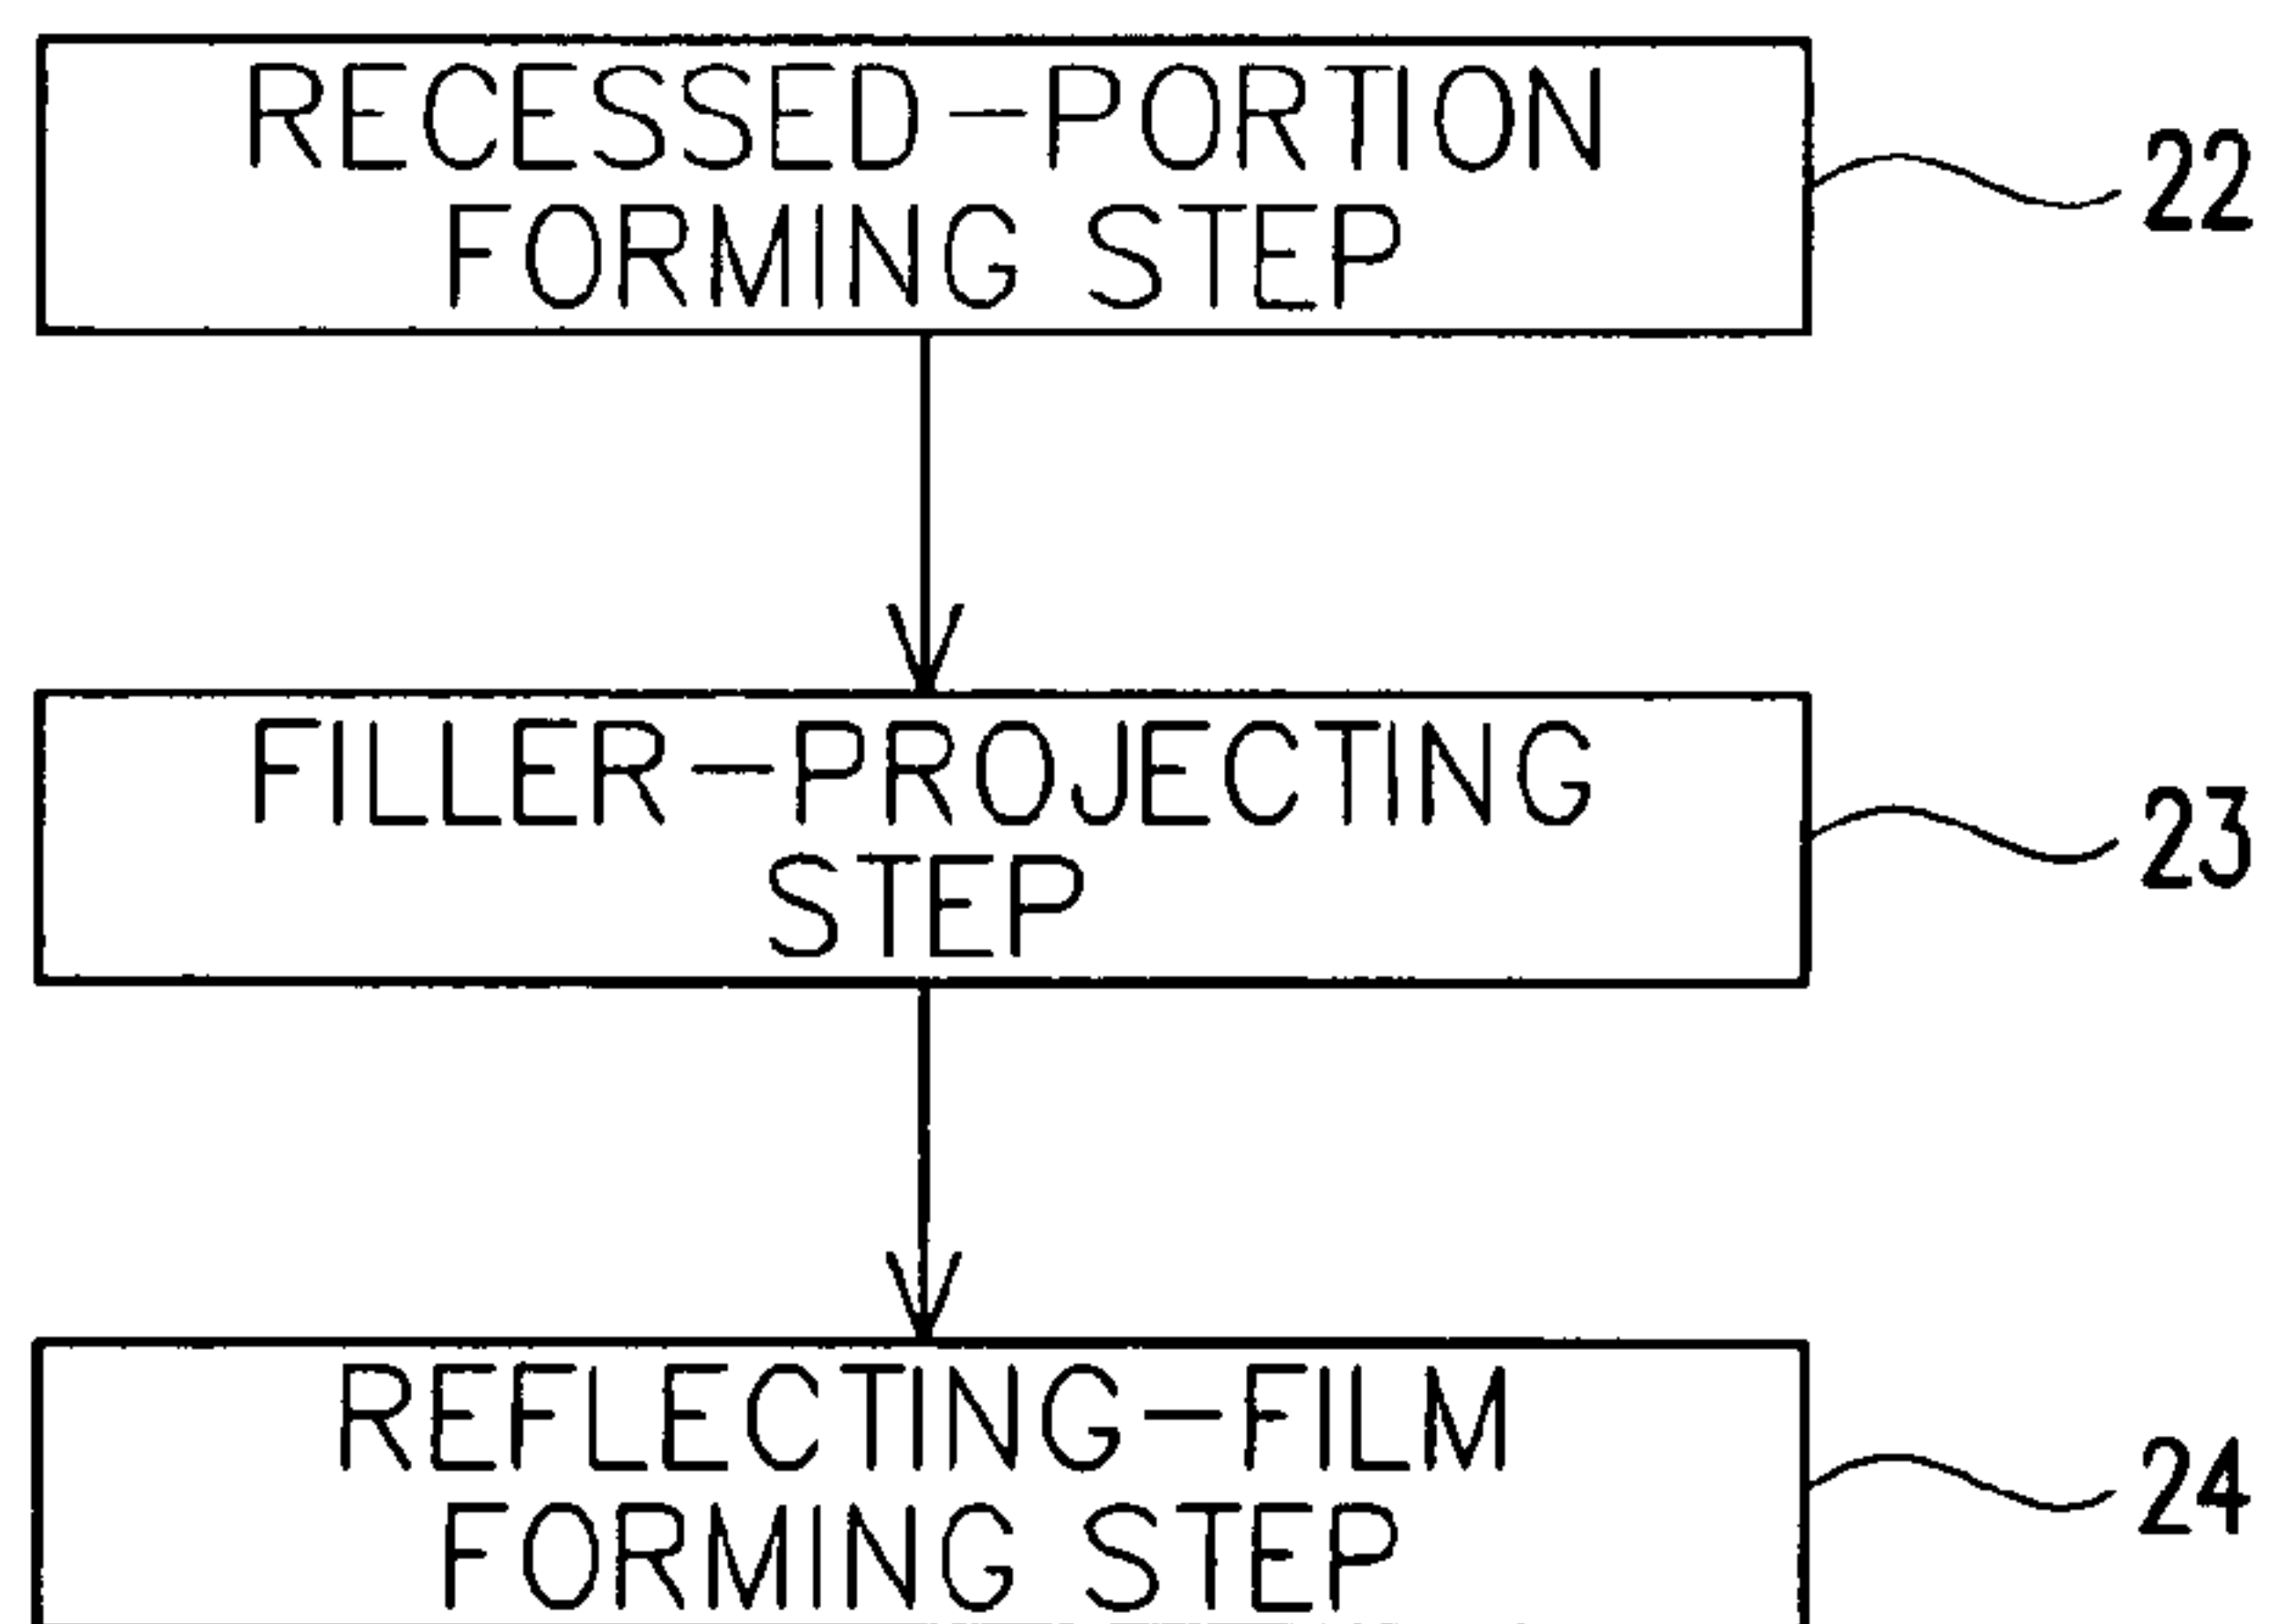 RECESSED-PORTION
FORMING STEP
22
FILLER-PROJECTING
STEP
23
REFLECTING-FILM
FORMING STEP
24